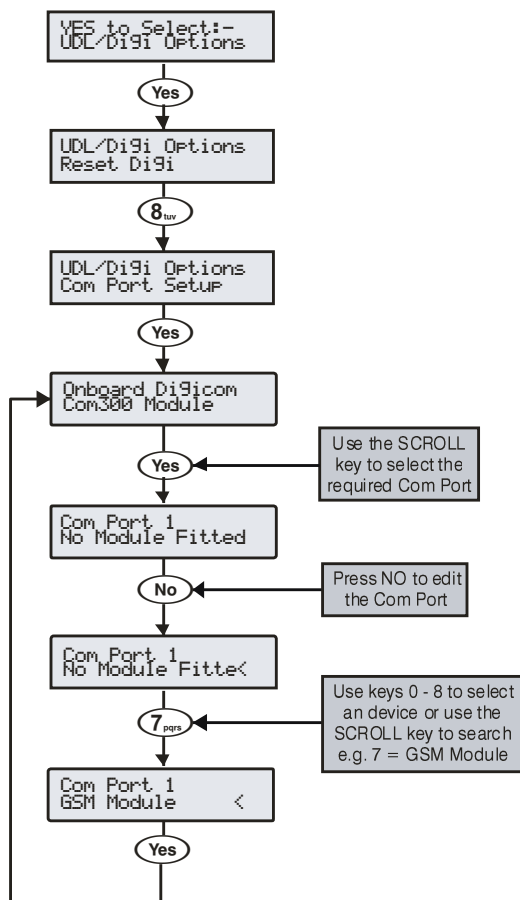 YES to Select:-
UDL/Digi Options
Yes
UDL/Digi Options
Reset Digi
8tuv
UDL/Digi Options
Com Port Setup
Yes
Onboard Digicom
Com300 Module
Use the SCROLL
key to select the
required Com Port
Yes
Com Port 1
No Module Fitted
Press NO to edit
the Com Port
No
Com Port 1
No Module Fitte<
Use keys 0 - 8 to select
an device or use the
SCROLL key to search
e.g. 7 = GSM Module
7pqrs
Com Port 1
GSM Module <
Yes